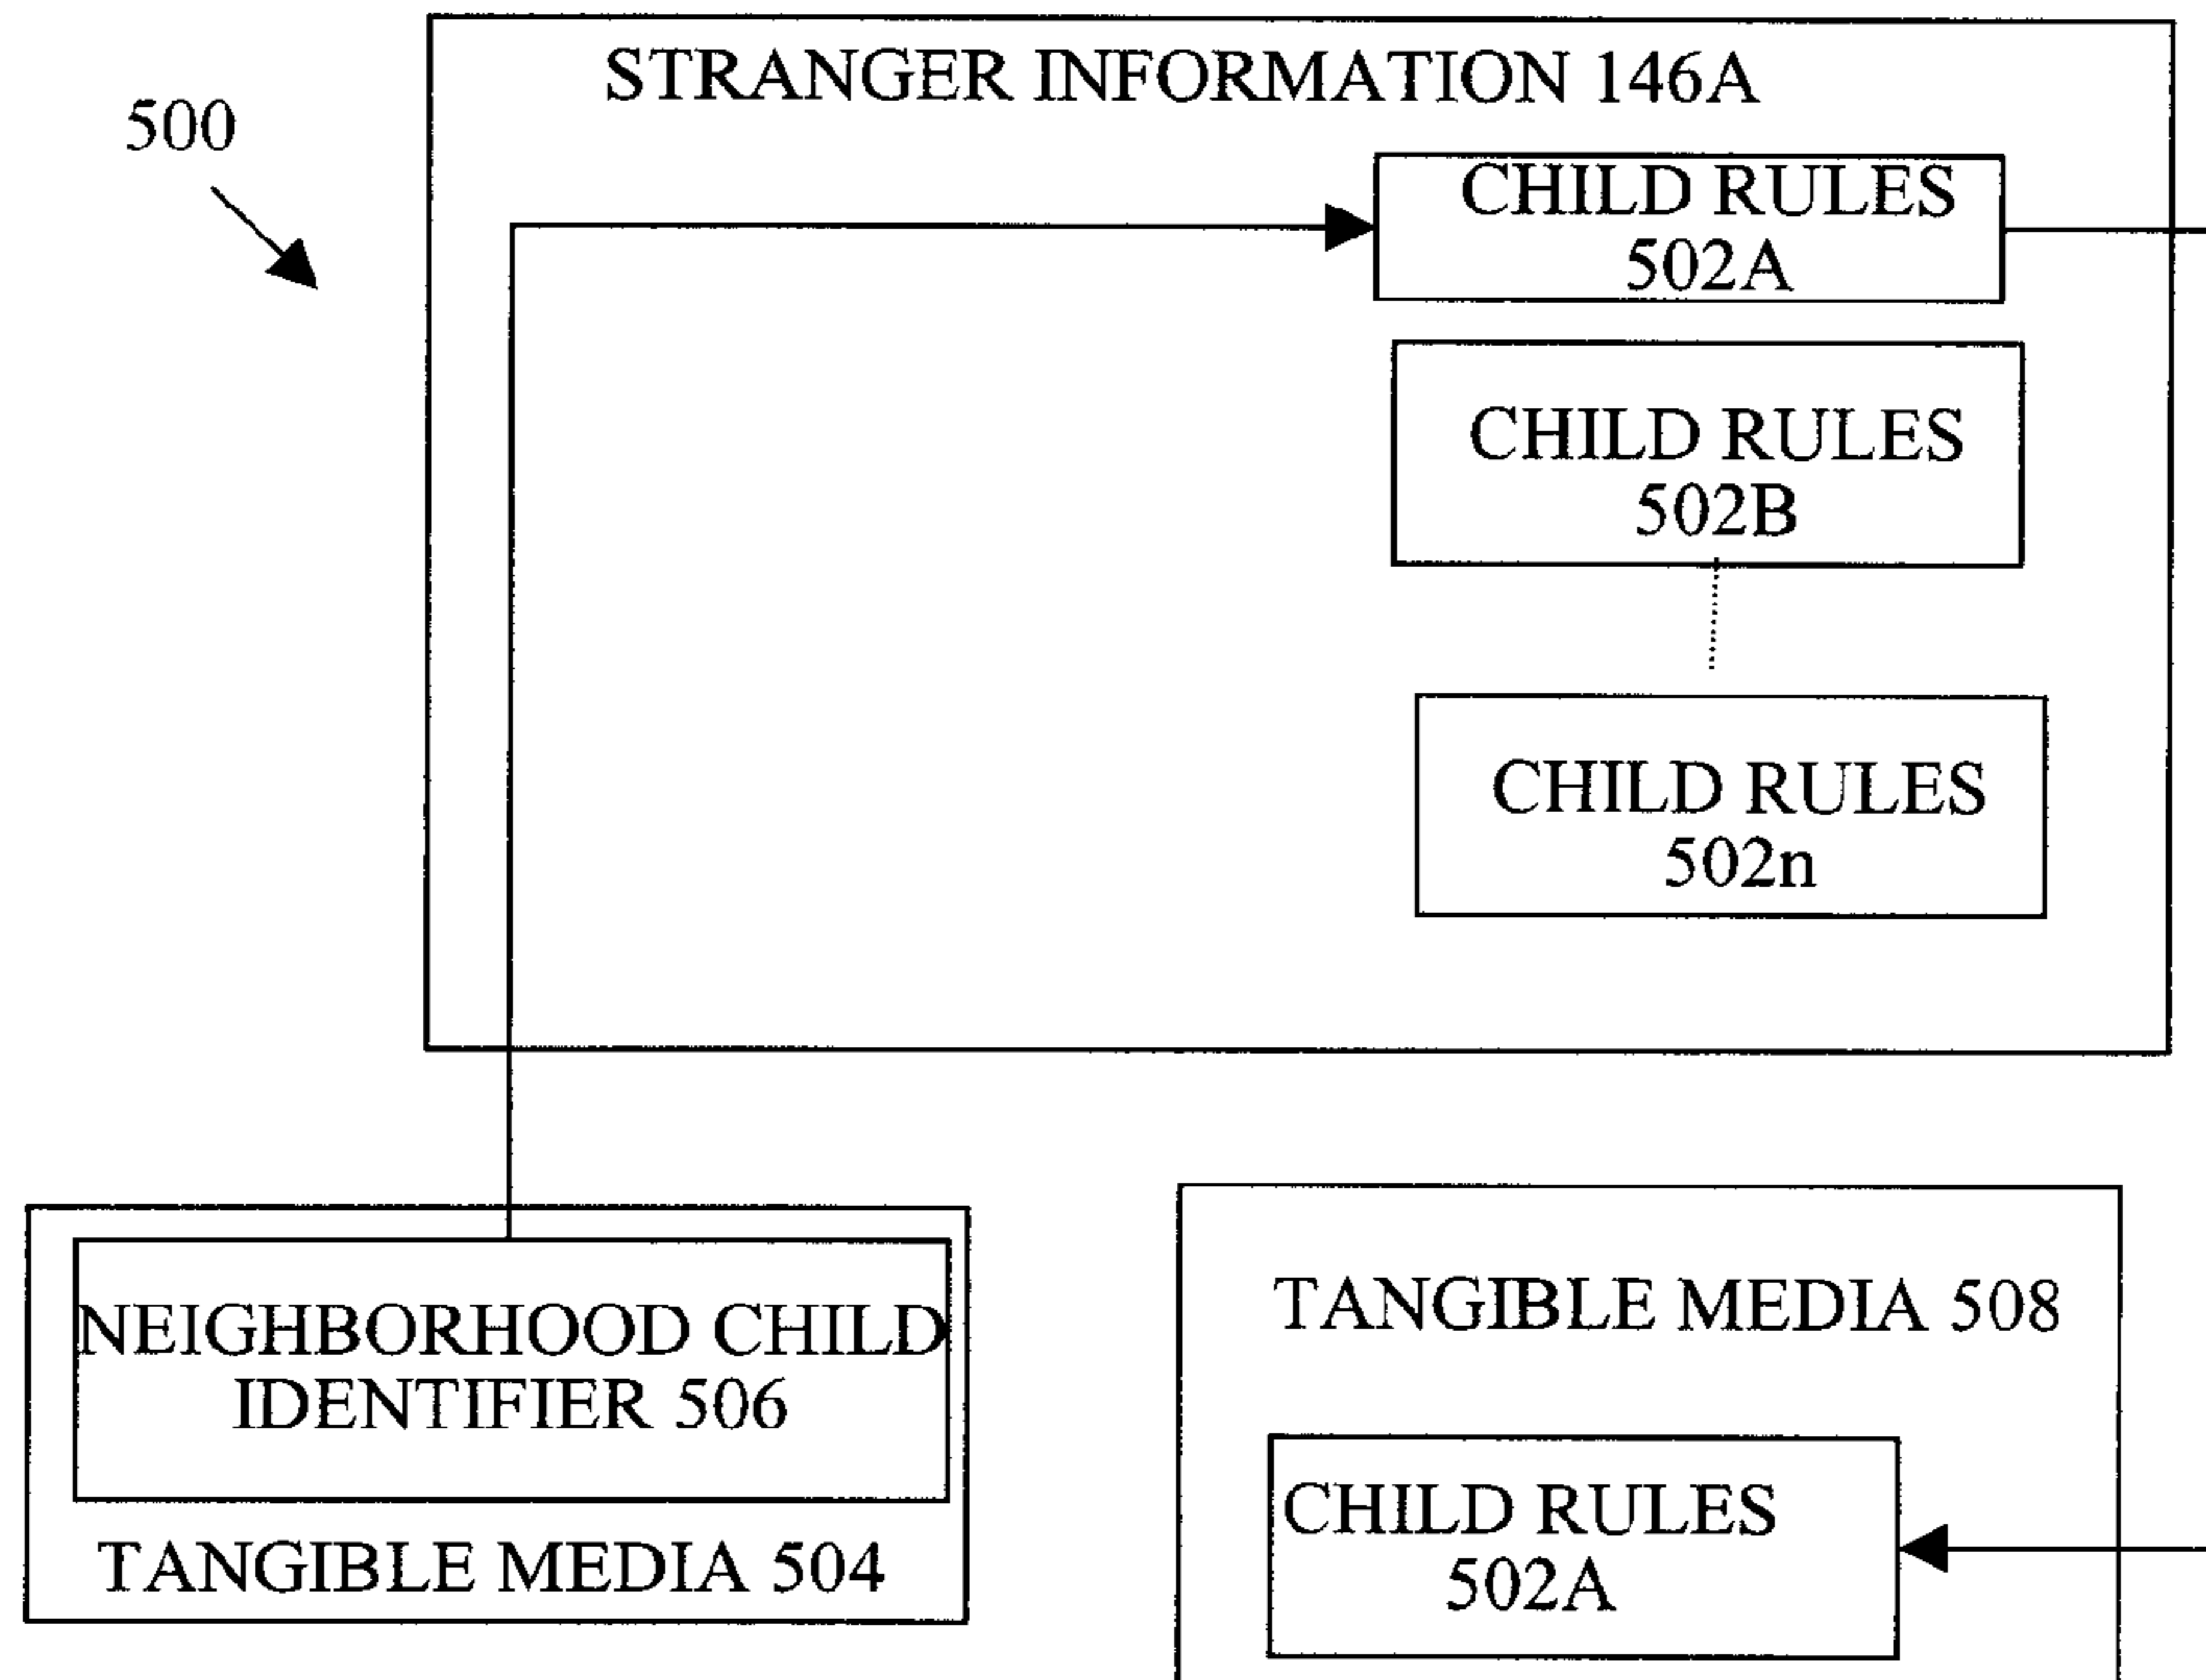 STRANGER INFORMATION 146A
500
CHILD RULES
502A
CHILD RULES
502B
CHILD RULES
502n
NEIGHBORHOOD CHILD
IDENTIFIER 506
TANGIBLE MEDIA 504
TANGIBLE MEDIA 508
CHILD RULES
502A